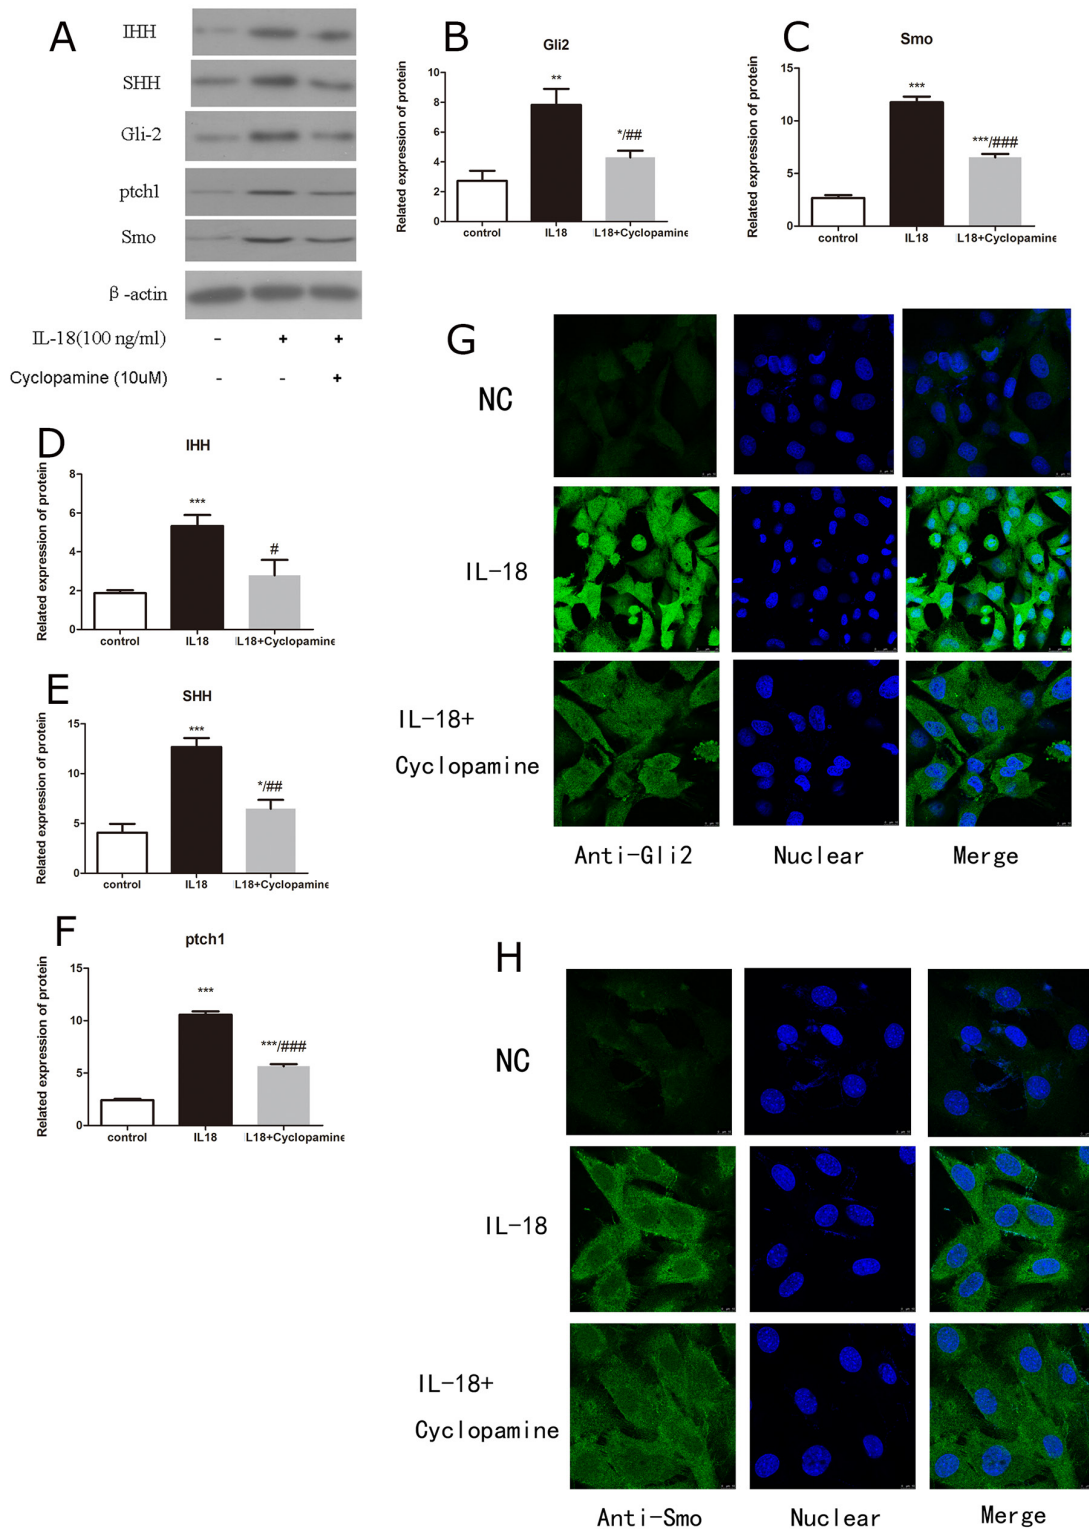 A
IHH
SHH
Gli-2
ptch1
Smo
β-actin
IL-18(100 ng/ml) - + +
Cyclopamine (10uM) - - +
B
Gli2
Related expression of protein
10
8
6
4
2
0
**
*/##
control IL18 L18+Cyclopamine
C
Smo
Related expression of protein
15
10
5
0
***
***/###
control IL18 L18+Cyclopamine
D
IHH
Related expression of protein
8
6
4
2
0
***
#
control IL18 IL18+Cyclopamine
E
SHH
Related expression of protein
15
10
5
0
***
*/##
control IL18 L18+Cyclopamine
F
ptch1
Related expression of protein
15
10
5
0
***
***/###
control IL18 L18+Cyclopamine
G
NC
IL-18
IL-18+
Cyclopamine
Anti-Gli2 Nuclear Merge
H
NC
IL-18
IL-18+
Cyclopamine
Anti-Smo Nuclear Merge